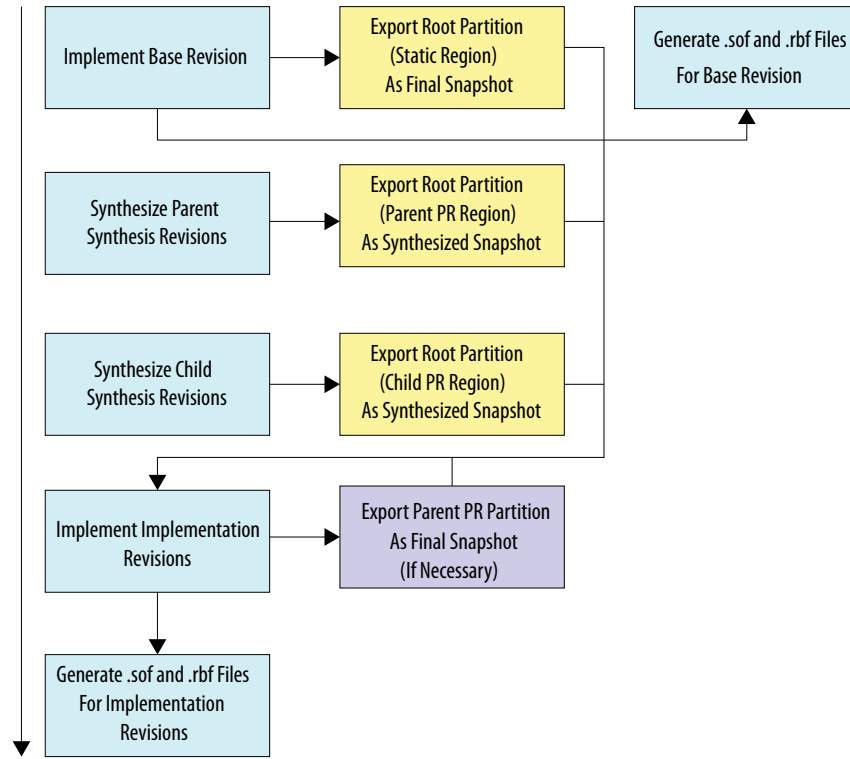 Implement Base Revision
Export Root Partition
(Static Region)
As Final Snapshot
Generate .sof and .rbf Files
For Base Revision
Synthesize Parent
Synthesis Revisions
Export Root Partition
(Parent PR Region)
As Synthesized Snapshot
Synthesize Child
Synthesis Revisions
Export Root Partition
(Child PR Region)
As Synthesized Snapshot
Implement Implementation
Revisions
Export Parent PR Partition
As Final Snapshot
(If Necessary)
Generate .sof and .rbf Files
For Implementation
Revisions